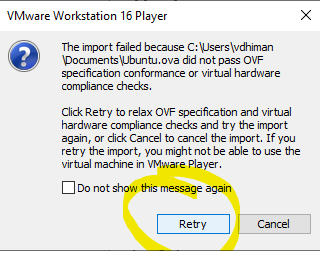 VMware Workstation 16 Player
The import failed because C:\Users\vdhiman
\Documents\Ubuntu.ova did not pass OVF
specification conformance or virtual hardware
compliance checks.
Click Retry to relax OVF specification and virtual
hardware compliance checks and try the import
again, or click Cancel to cancel the import. If you
retry the import, you might not be able to use the
virtual machine in VMware Player.
Do not show this message again
Retry
Cancel